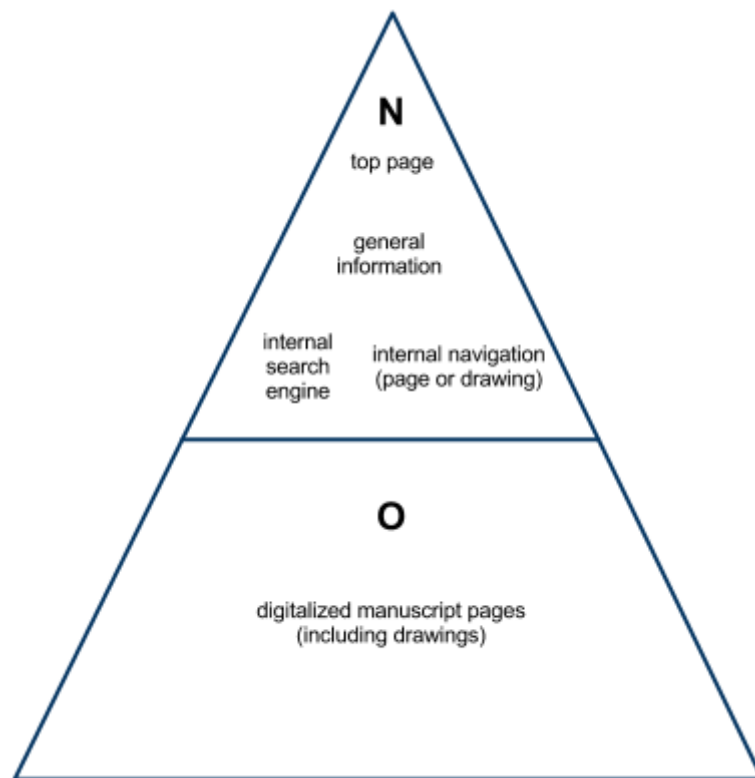 N
top page
general
information
internal
search
engine
internal navigation
(page or drawing)
O
digitalized manuscript pages
(including drawings)